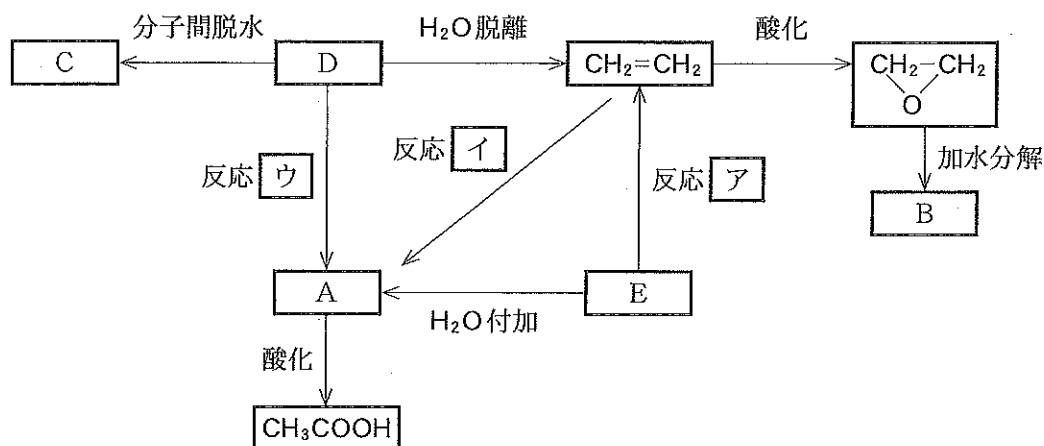 分子間脱水
H₂O脱離
酸化
C
D
CH₂=CH₂
CH₂-CH₂
O
反応 ウ
反応 イ
反応 ア
加水分解
B
A
E
H₂O付加
酸化
CH₃COOH